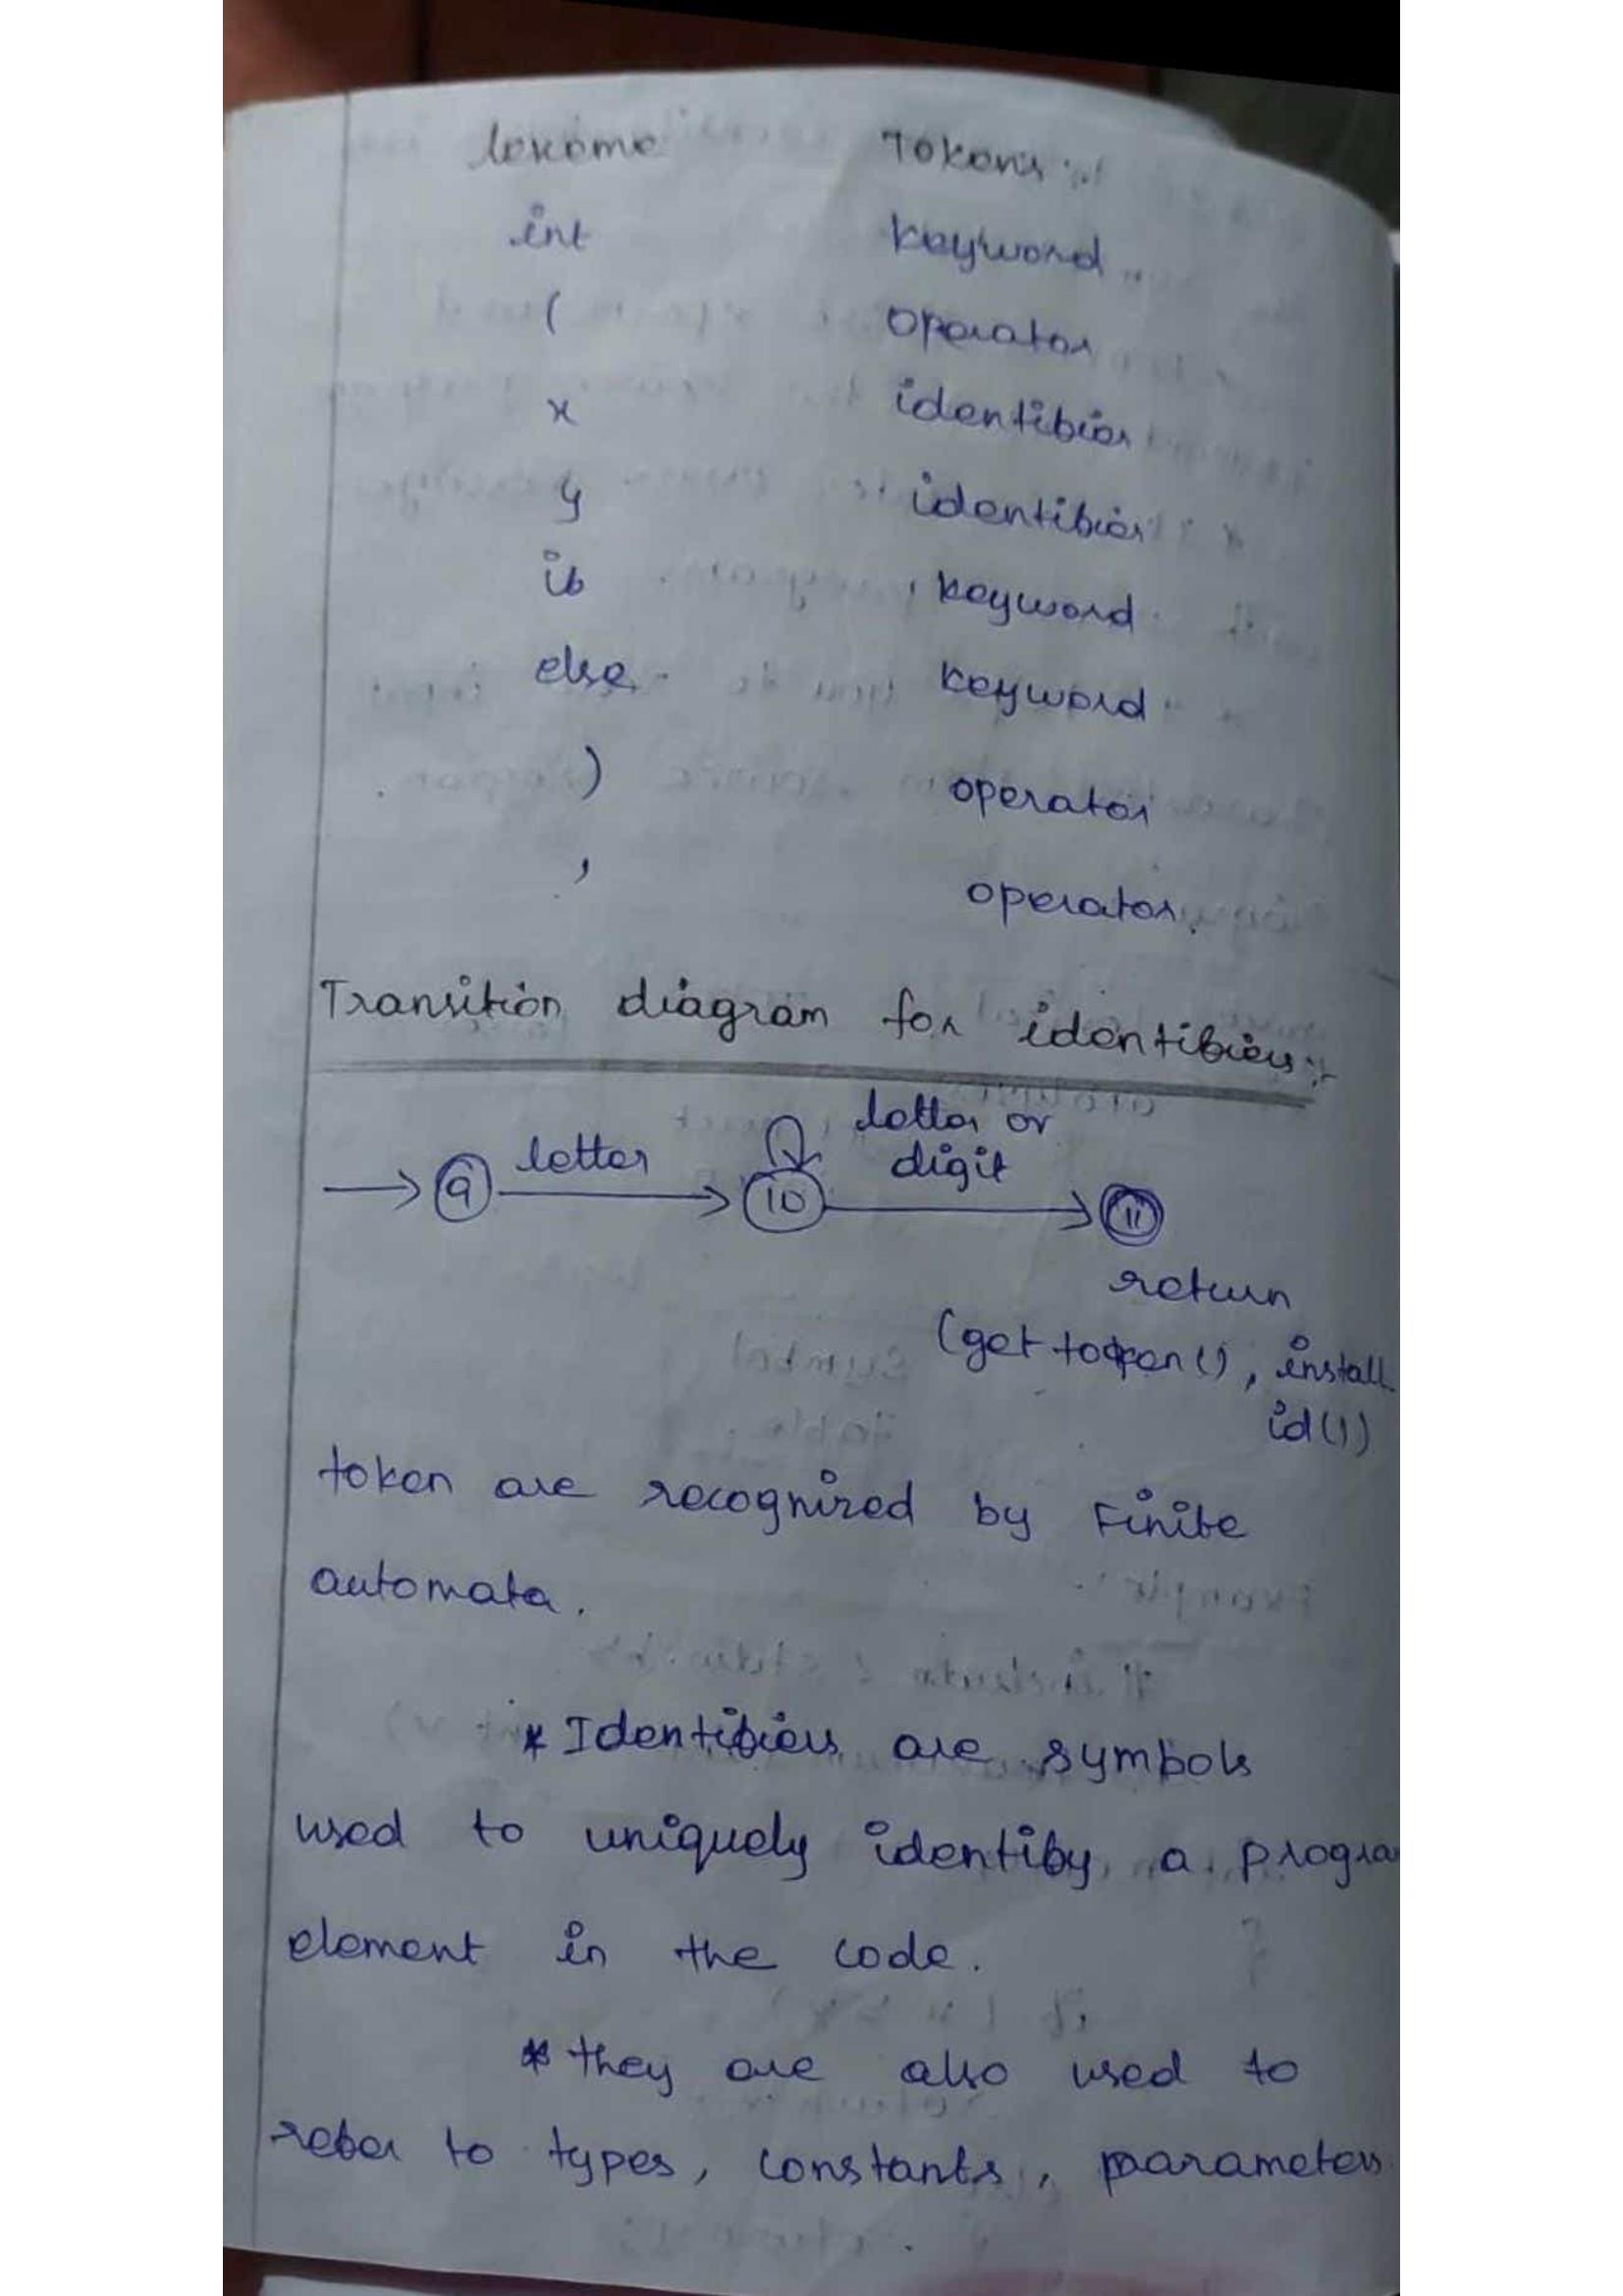 lexeme Tokens
int keyword
( operator
x identifier
y identifier
if keyword
else keyword
) operator
, operator
Transition diagram for identifiers:-
letter or
letter digit
9 10 11
return
(get token(), install
id())
token are recognized by Finite
automata.
* Identifiers are symbols
used to uniquely identify a progra
element in the code.
* they are also used to
refer to types, constants, parameters